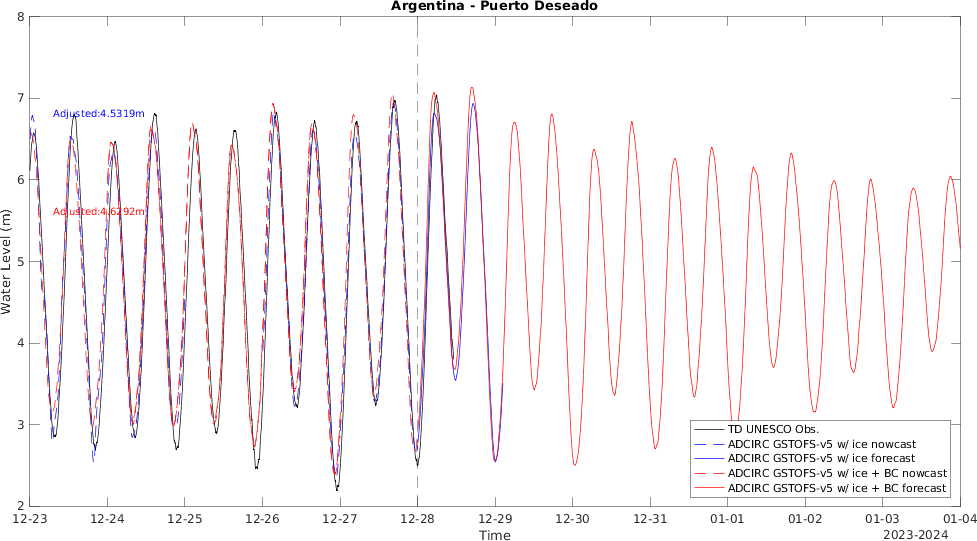 Argentina - Puerto Deseado
8
7
6
5
4
3
2
Water Level (m)
Adjusted:4.5319m
Adjusted:4.6292m
TD UNESCO Obs.
ADCIRC GSTOFS-v5 w/ ice nowcast
ADCIRC GSTOFS-v5 w/ ice forecast
ADCIRC GSTOFS-v5 w/ ice + BC nowcast
ADCIRC GSTOFS-v5 w/ ice + BC forecast
12-23 12-24 12-25 12-26 12-27 12-28 12-29 12-30 12-31 01-01 01-02 01-03 01-04
Time
2023-2024